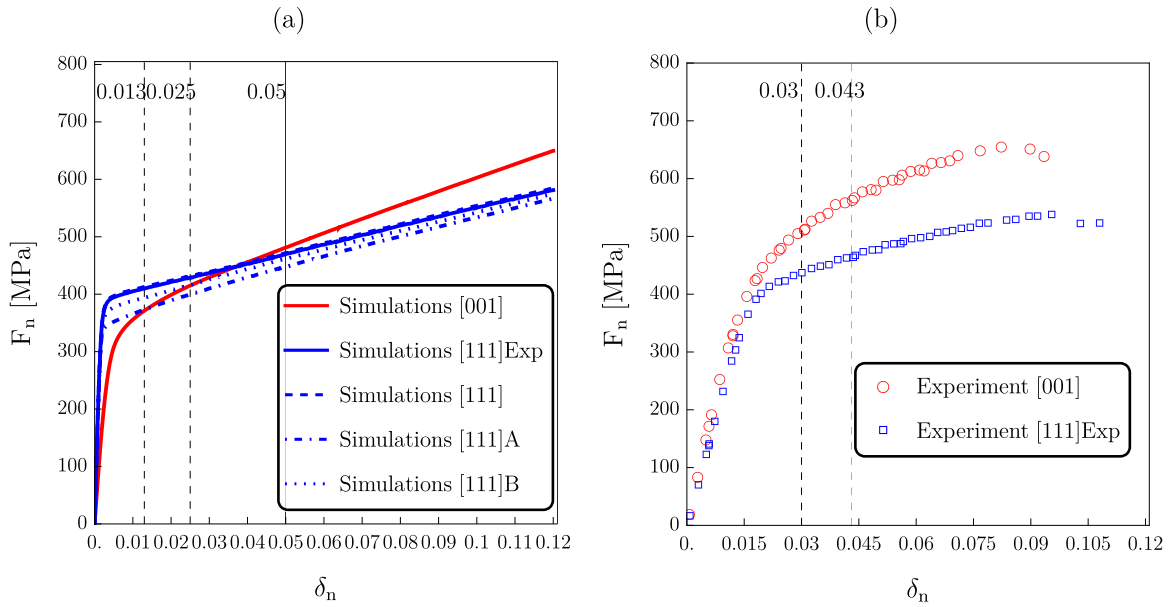 (a)
800
700
600
500
400
300
200
100
0
F_n [MPa]
0.013
0.025
0.05
Simulations [001]
Simulations [111]Exp
Simulations [111]
Simulations [111]A
Simulations [111]B
0. 0.01 0.02 0.03 0.04 0.05 0.06 0.07 0.08 0.09 0.1 0.11 0.12
δ_n
(b)
800
700
600
500
400
300
200
100
0
F_n [MPa]
0.03
0.043
Experiment [001]
Experiment [111]Exp
0. 0.015 0.03 0.045 0.06 0.075 0.09 0.105 0.12
δ_n